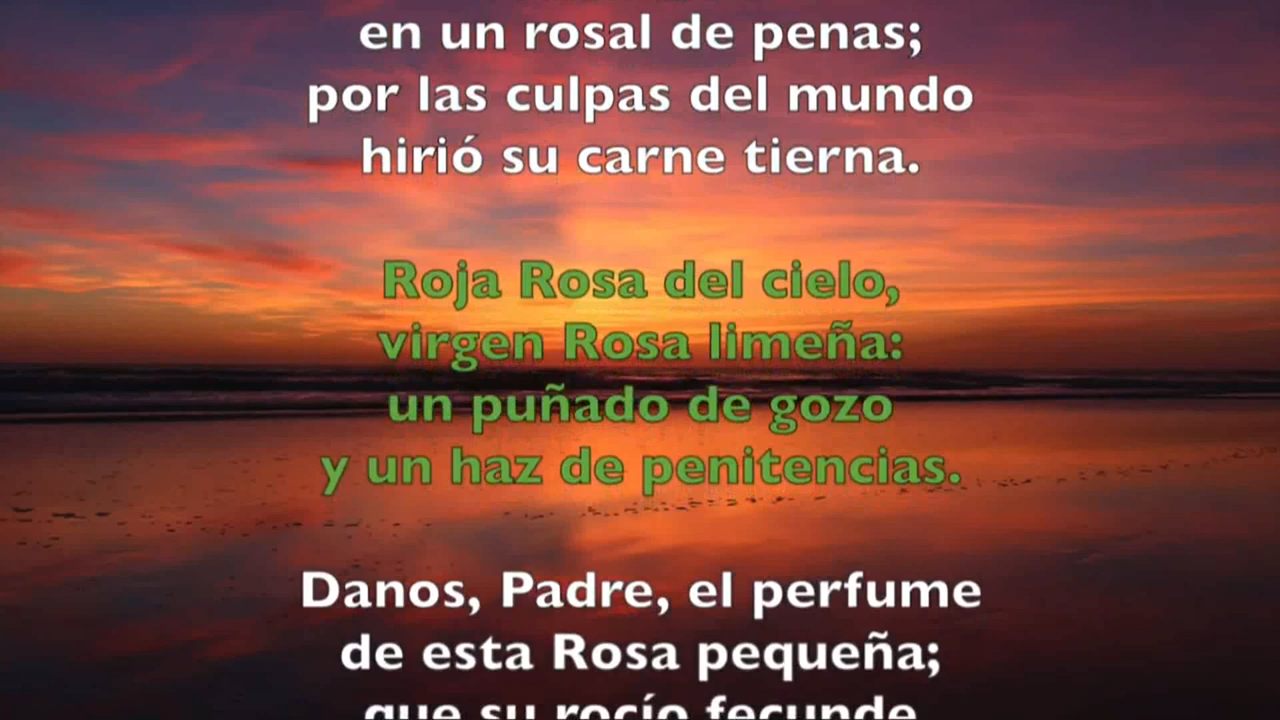 en un rosal de penas;
por las culpas del mundo
hirió su carne tierna.
Roja Rosa del cielo,
virgen Rosa limeña:
un puñado de gozo
y un haz de penitencias.
Danos, Padre, el perfume
de esta Rosa pequeña;
que su rocío fecunde